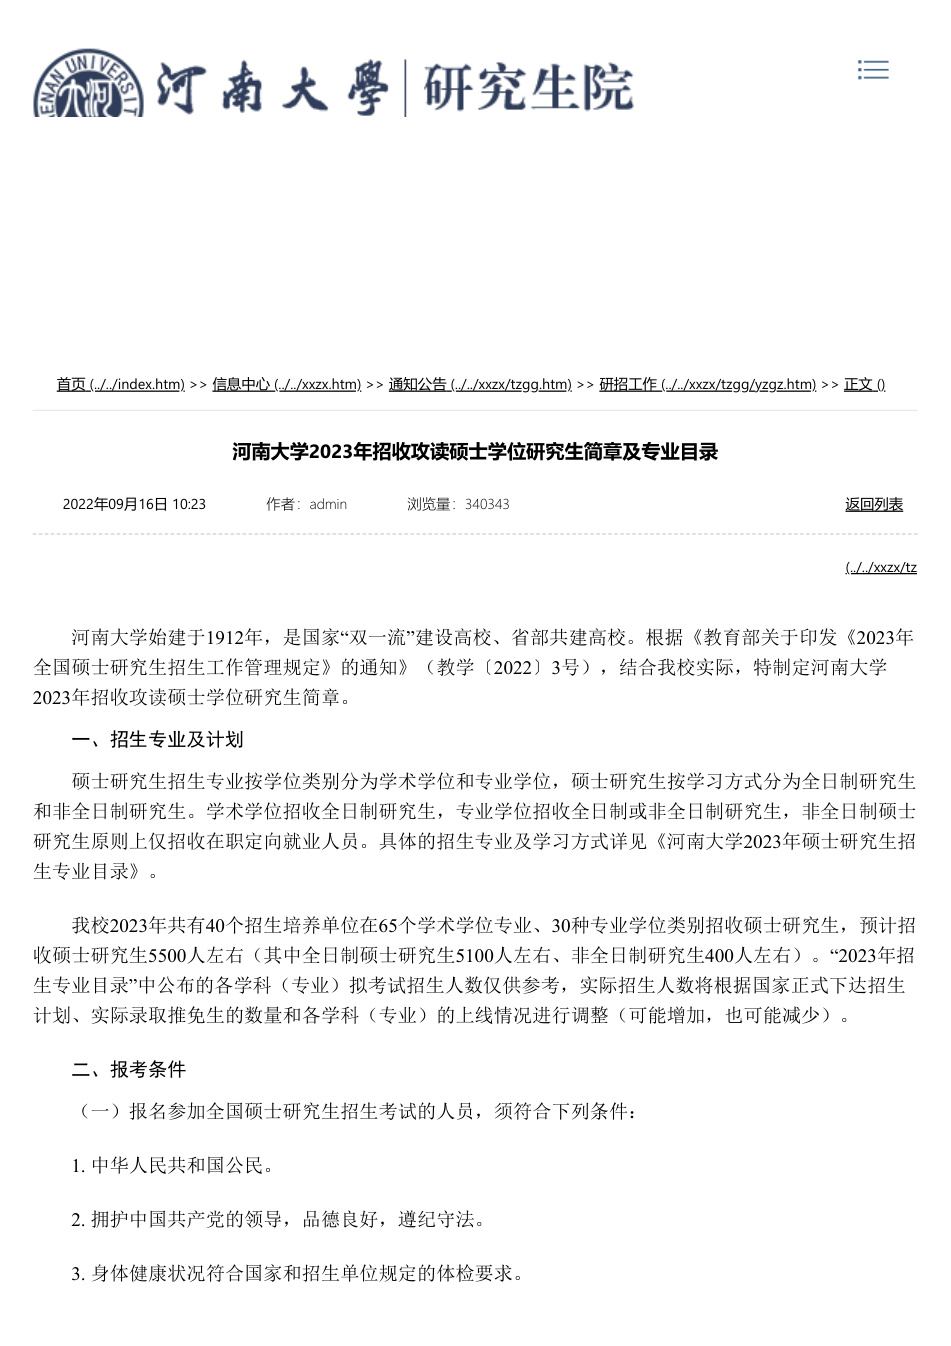 HENAN UNIVERSITY
河南大學 研究生院
首页 (../../index.htm) >> 信息中心 (../../xxzx.htm) >> 通知公告 (../../xxzx/tzgg.htm) >> 研招工作 (../../xxzx/tzgg/yzgz.htm) >> 正文 ()
河南大学2023年招收攻读硕士学位研究生简章及专业目录
2022年09月16日 10:23 作者：admin 浏览量：340343 返回列表
(../../xxzx/tz
河南大学始建于1912年，是国家“双一流”建设高校、省部共建高校。根据《教育部关于印发《2023年
全国硕士研究生招生工作管理规定》的通知》（教学〔2022〕3号），结合我校实际，特制定河南大学
2023年招收攻读硕士学位研究生简章。
一、招生专业及计划
硕士研究生招生专业按学位类别分为学术学位和专业学位，硕士研究生按学习方式分为全日制研究生
和非全日制研究生。学术学位招收全日制研究生，专业学位招收全日制或非全日制研究生，非全日制硕士
研究生原则上仅招收在职定向就业人员。具体的招生专业及学习方式详见《河南大学2023年硕士研究生招
生专业目录》。
我校2023年共有40个招生培养单位在65个学术学位专业、30种专业学位类别招收硕士研究生，预计招
收硕士研究生5500人左右（其中全日制硕士研究生5100人左右、非全日制研究生400人左右）。“2023年招
生专业目录”中公布的各学科（专业）拟考试招生人数仅供参考，实际招生人数将根据国家正式下达招生
计划、实际录取推免生的数量和各学科（专业）的上线情况进行调整（可能增加，也可能减少）。
二、报考条件
（一）报名参加全国硕士研究生招生考试的人员，须符合下列条件：
1. 中华人民共和国公民。
2. 拥护中国共产党的领导，品德良好，遵纪守法。
3. 身体健康状况符合国家和招生单位规定的体检要求。